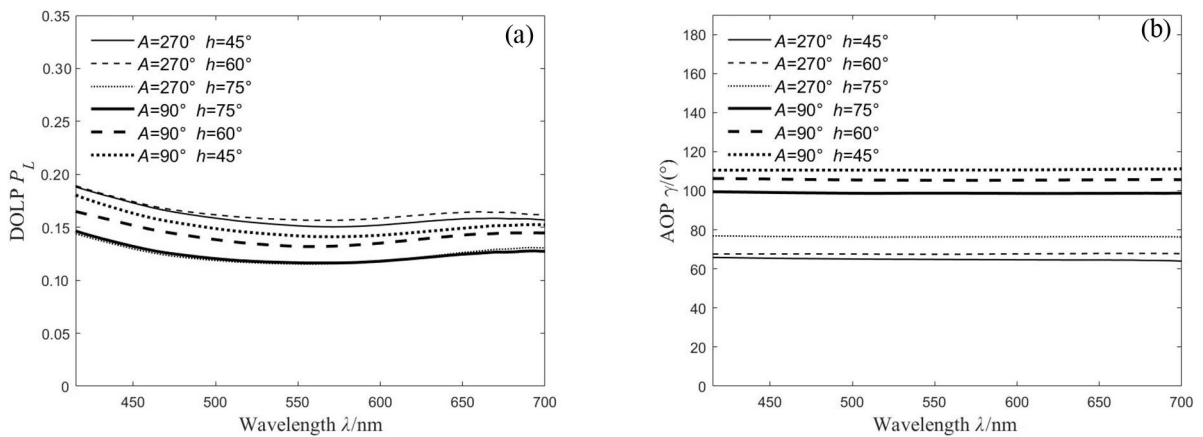 (a)
0.35
0.30
0.25
0.20
0.15
0.10
0.05
0
DOLP P_L
A=270° h=45°
A=270° h=60°
A=270° h=75°
A=90° h=75°
A=90° h=60°
A=90° h=45°
450 500 550 600 650 700
Wavelength λ/nm
(b)
180
160
140
120
100
80
60
40
20
0
AOP γ/(°)
A=270° h=45°
A=270° h=60°
A=270° h=75°
A=90° h=75°
A=90° h=60°
A=90° h=45°
450 500 550 600 650 700
Wavelength λ/nm